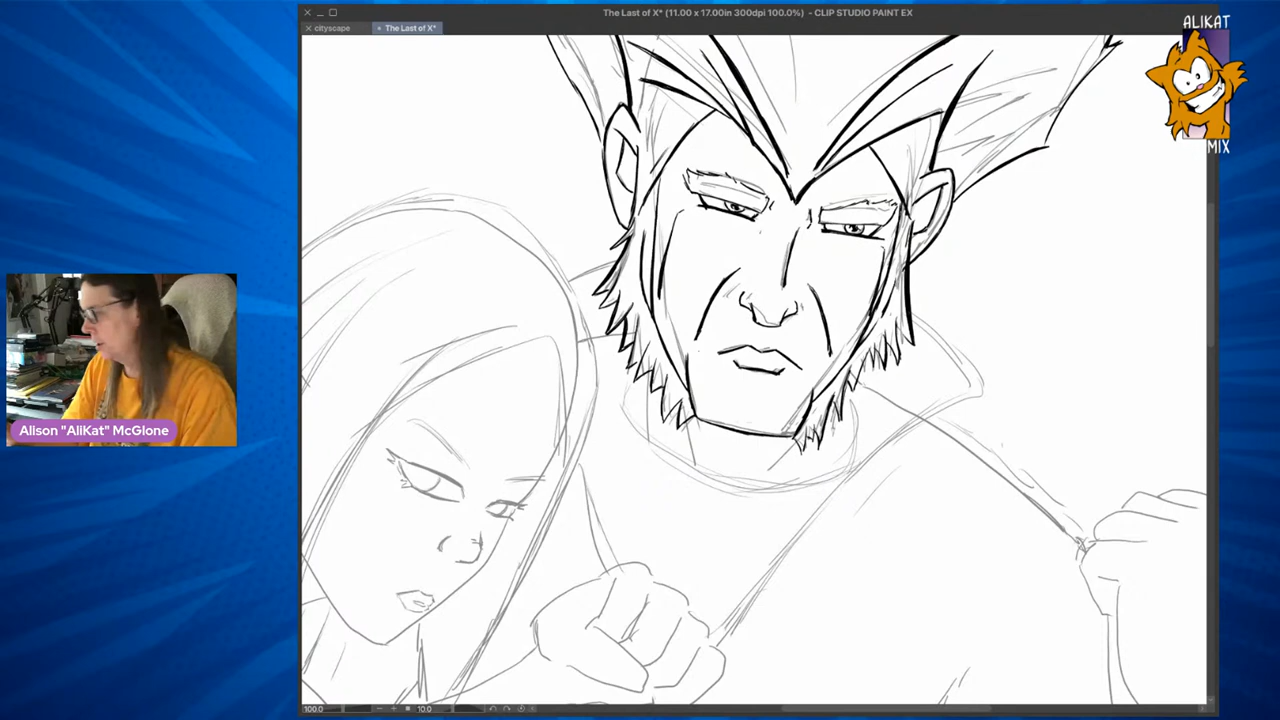 The Last of X* (11.00 x 17.00in 300dpi 100.0%) - CLIP STUDIO PAINT EX
cityscape
The Last of X*
ALIKAT
MIX
Alison "AliKat" McGlone
100.0
10.0